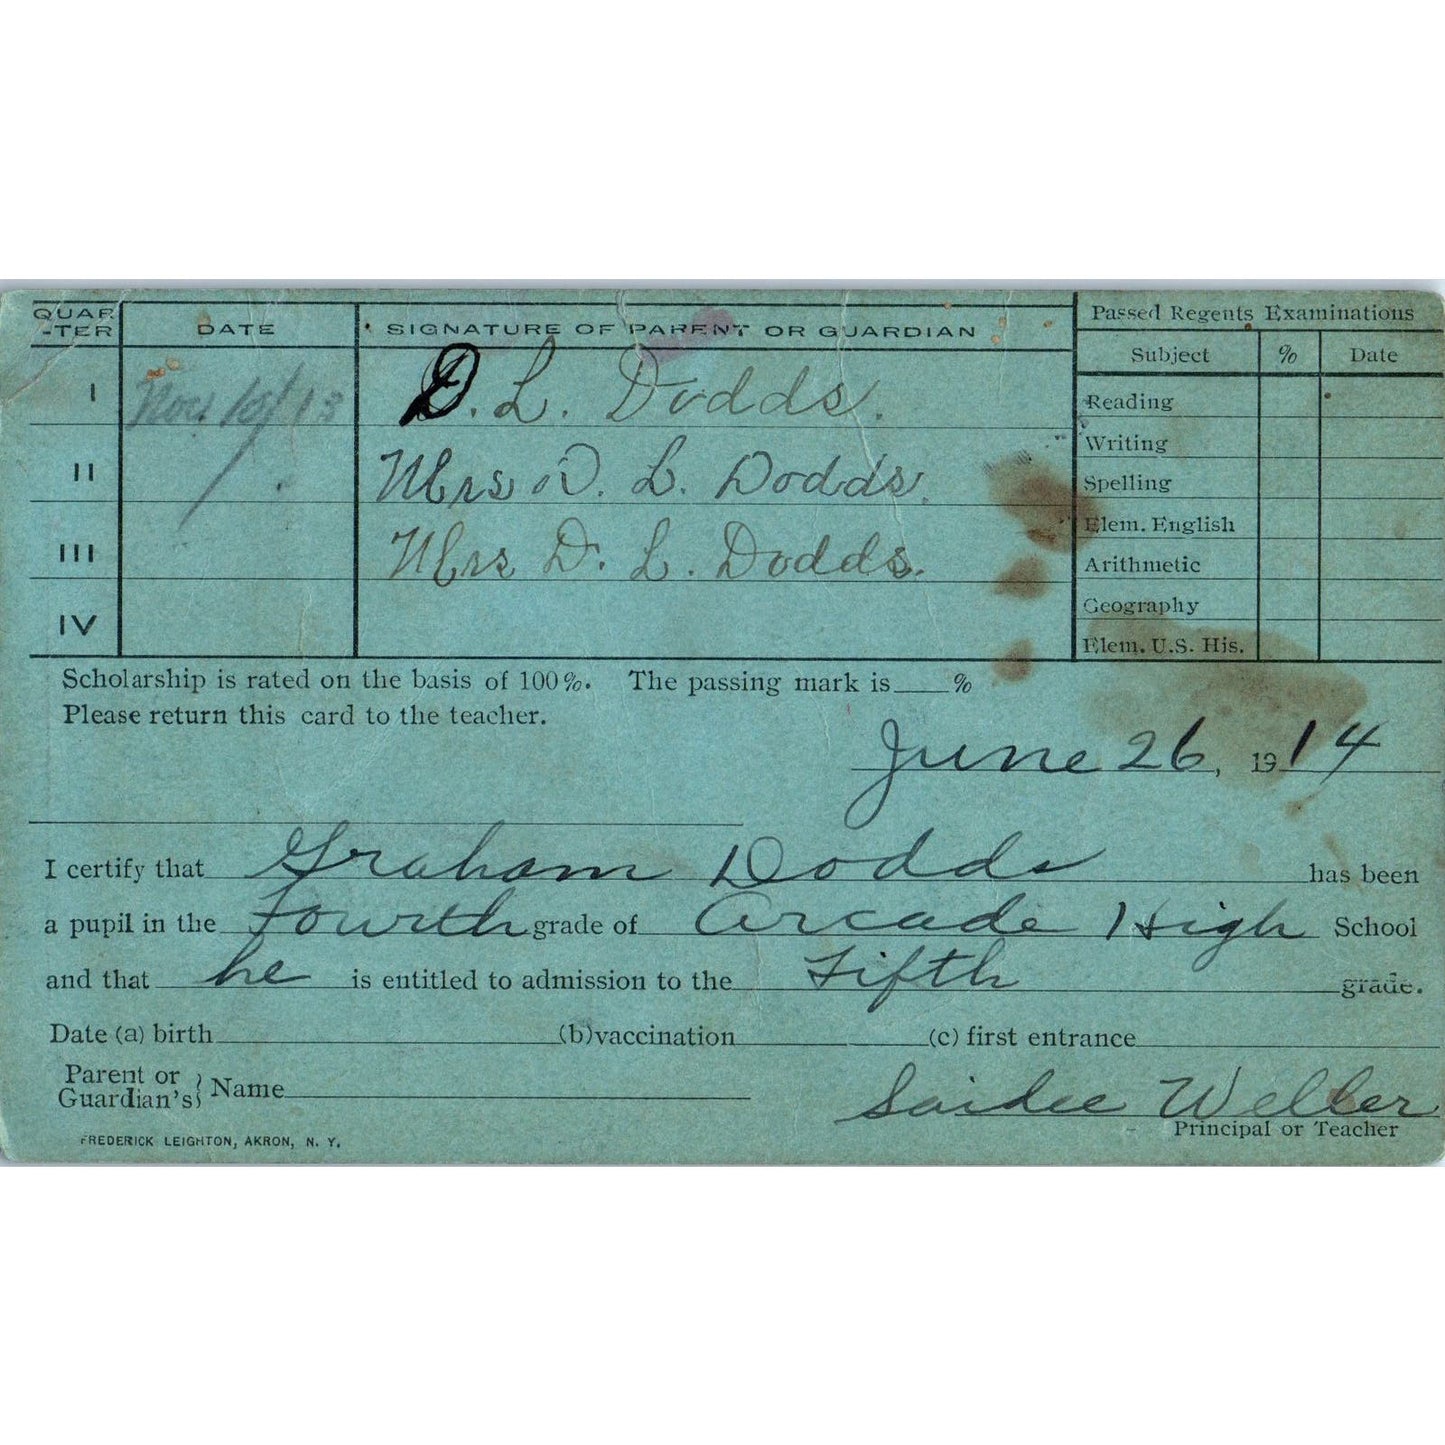 QUAR-TER DATE SIGNATURE OF PARENT OR GUARDIAN
I Nov. 10/13 D. L. Dodds.
II Mrs D. L. Dodds.
III Mrs D. L. Dodds.
IV
Passed Regents Examinations
Subject % Date
Reading
Writing
Spelling
Elem. English
Arithmetic
Geography
Elem. U.S. His.
Scholarship is rated on the basis of 100%. The passing mark is ___%
Please return this card to the teacher.
June 26, 1914
I certify that Graham Dodds has been
a pupil in the Fourth grade of Arcade High School
and that he is entitled to admission to the Fifth grade.
Date (a) birth (b) vaccination (c) first entrance
Parent or Guardian's} Name
Saidee Weller
Principal or Teacher
FREDERICK LEIGHTON, AKRON, N. Y.